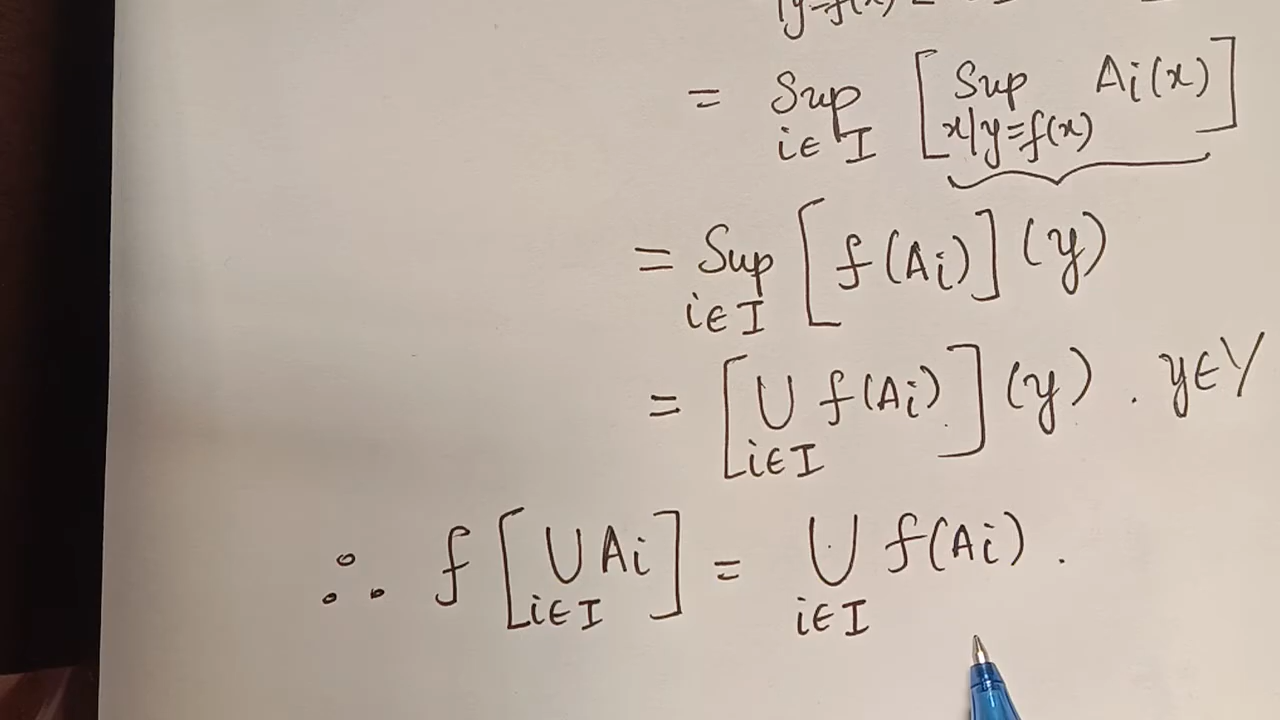 = Sup [ Sup Ai(x) ]
i∈I x|y=f(x)
= Sup [ f(Ai) ] (y)
i∈I
= [ ∪ f(Ai) ] (y) . y∈Y
i∈I
∴ f [ ∪ Ai ] = ∪ f(Ai) .
i∈I i∈I